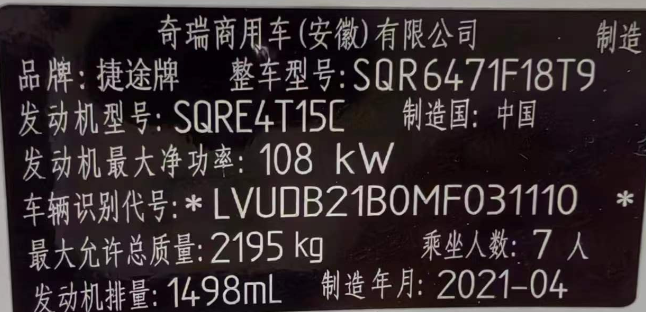 奇瑞商用车(安徽)有限公司 制造
品牌:捷途牌 整车型号:SQR6471F18T9
发动机型号:SQRE4T15C 制造国:中国
发动机最大净功率:108 kW
车辆识别代号:*LVUDB21B0MF031110 *
最大允许总质量:2195 kg 乘坐人数:7 人
发动机排量:1498mL 制造年月:2021-04